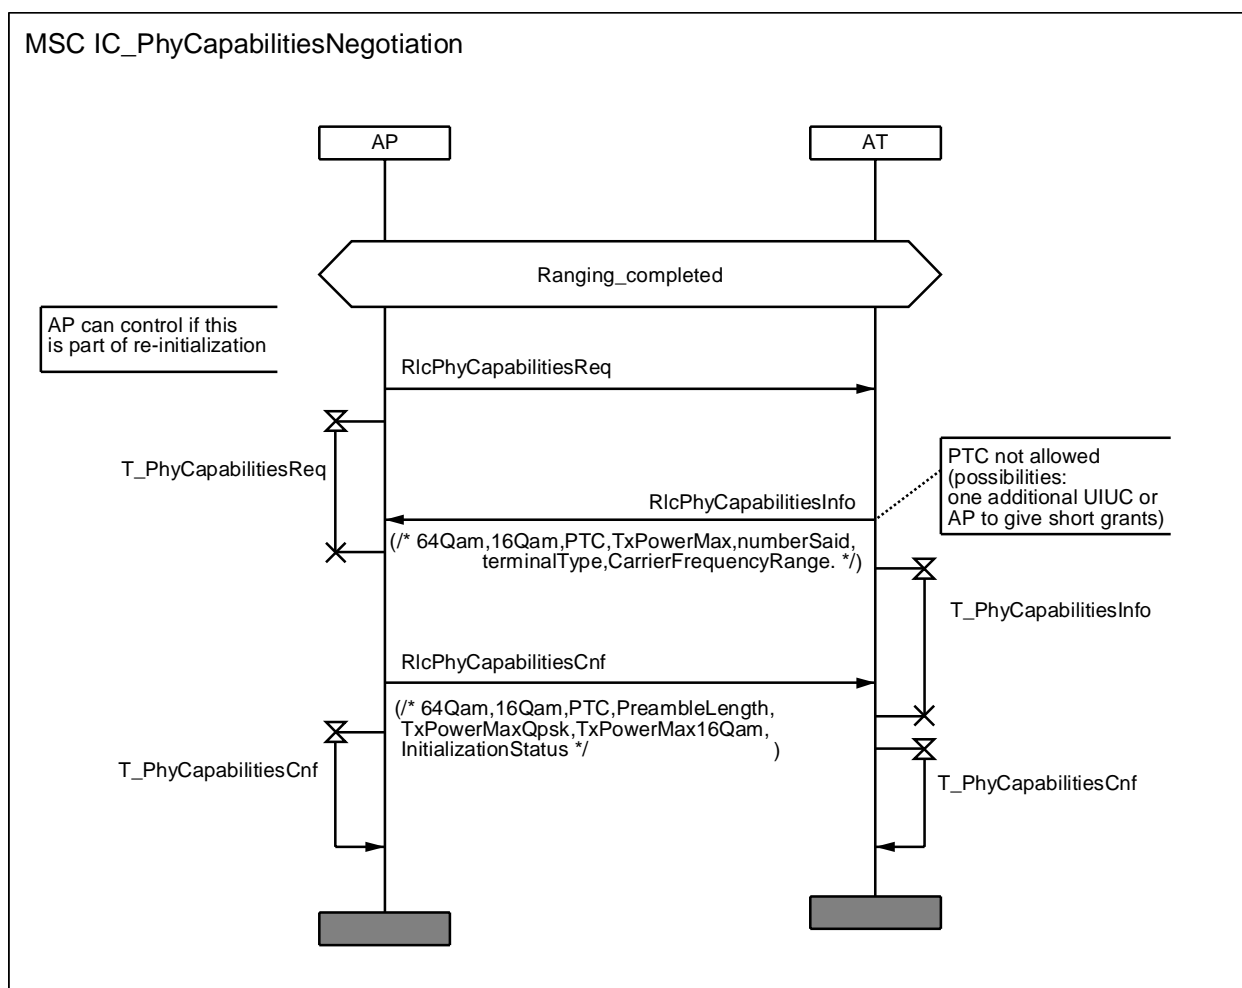 MSC IC_PhyCapabilitiesNegotiation
AP
AT
Ranging_completed
AP can control if this
is part of re-initialization
RlcPhyCapabilitiesReq
T_PhyCapabilitiesReq
PTC not allowed
(possibilities:
one additional UIUC or
AP to give short grants)
RlcPhyCapabilitiesInfo
(/* 64Qam,16Qam,PTC,TxPowerMax,numberSaid,
terminalType,CarrierFrequencyRange. */)
T_PhyCapabilitiesInfo
RlcPhyCapabilitiesCnf
(/* 64Qam,16Qam,PTC,PreambleLength,
TxPowerMaxQpsk,TxPowerMax16Qam,
InitializationStatus */ )
T_PhyCapabilitiesCnf
T_PhyCapabilitiesCnf